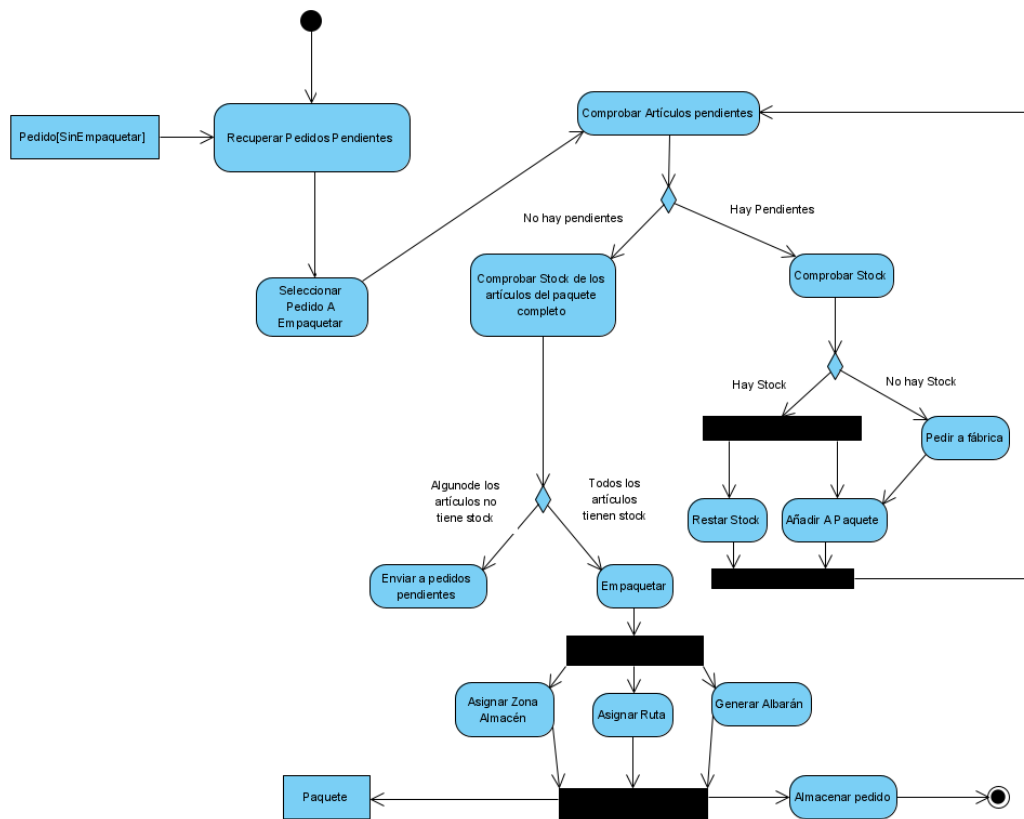 Pedido[SinEmpaquetar]
Recuperar Pedidos Pendientes
Comprobar Artículos pendientes
No hay pendientes
Hay Pendientes
Seleccionar
Pedido A
Empaquetar
Comprobar Stock de los
artículos del paquete
completo
Comprobar Stock
Hay Stock
No hay Stock
Pedir a fábrica
Algunode los
artículos no
tiene stock
Todos los
artículos
tienen stock
Restar Stock
Añadir A Paquete
Enviar a pedidos
pendientes
Empaquetar
Asignar Zona
Almacén
Asignar Ruta
Generar Albarán
Paquete
Almacenar pedido